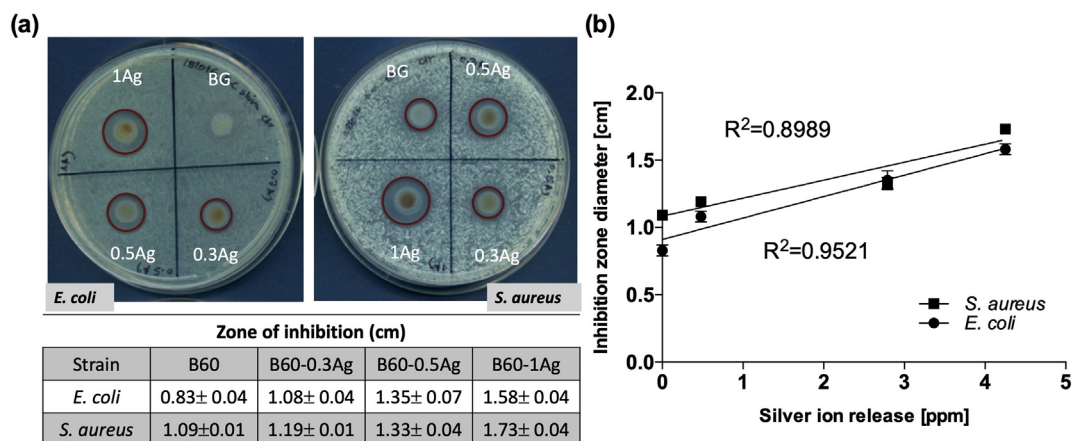 (a)
1Ag
BG
0.5Ag
0.3Ag
E. coli
BG
0.5Ag
1Ag
0.3Ag
S. aureus
Zone of inhibition (cm)
Strain B60 B60-0.3Ag B60-0.5Ag B60-1Ag
E. coli 0.83± 0.04 1.08± 0.04 1.35± 0.07 1.58± 0.04
S. aureus 1.09±0.01 1.19± 0.01 1.33± 0.04 1.73± 0.04
(b)
Inhibition zone diameter [cm]
2.0
1.5
1.0
0.5
0.0
R²=0.8989
R²=0.9521
S. aureus
E. coli
0 1 2 3 4 5
Silver ion release [ppm]